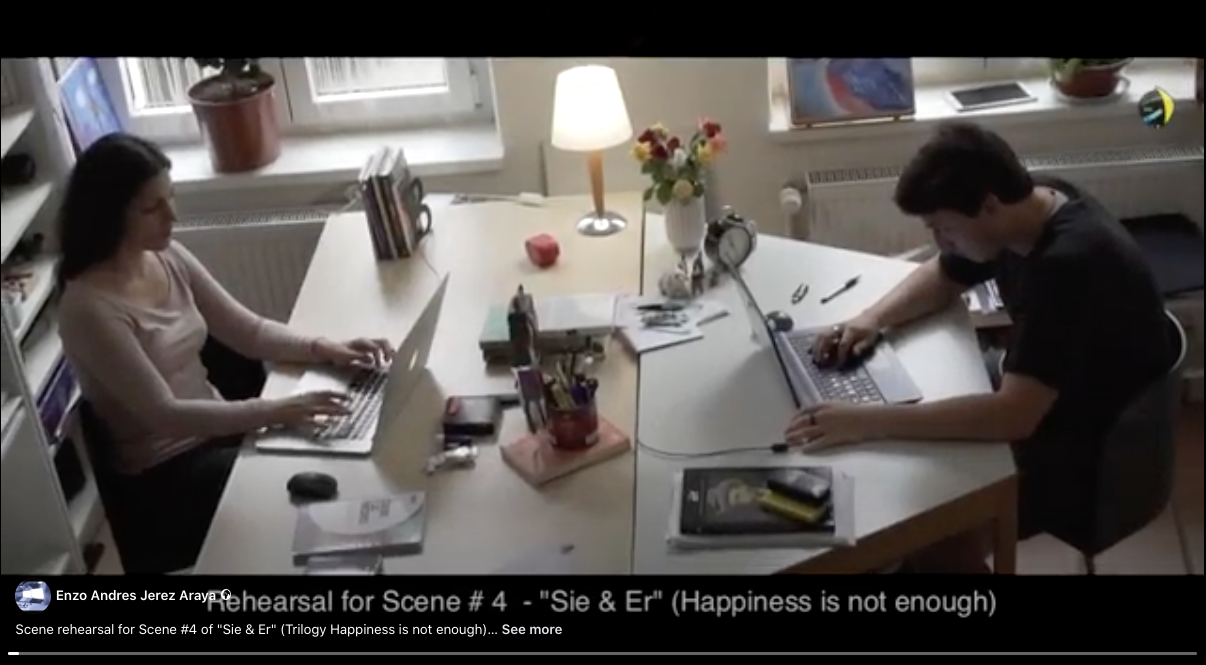 Enzo Andres Jerez Araya
Rehearsal for Scene # 4 - "Sie & Er" (Happiness is not enough)
Scene rehearsal for Scene #4 of "Sie & Er" (Trilogy Happiness is not enough)... See more